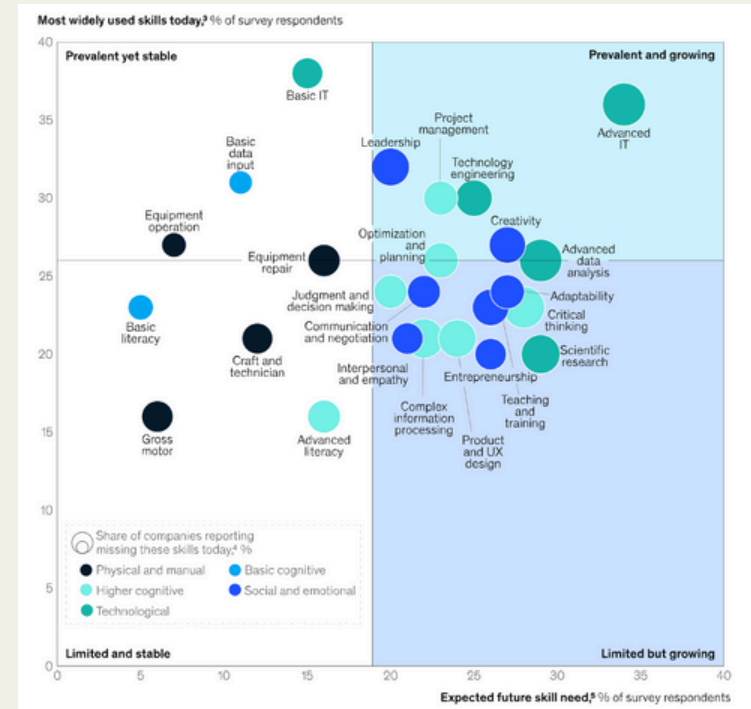 Most widely used skills today,³ % of survey respondents
40
Prevalent yet stable
Prevalent and growing
Basic IT
Advanced
IT
35
Project
management
Leadership
Basic
data
input
Technology
engineering
30
Equipment
operation
Creativity
Optimization
and
planning
Equipment
repair
Advanced
data
analysis
25
Judgment and
decision making
Adaptability
Basic
literacy
Communication
and negotiation
Critical
thinking
20
Craft and
technician
Interpersonal
and empathy
Entrepreneurship
Scientific
research
Complex
information
processing
Teaching
and
training
Product
and UX
design
15
Gross
motor
Advanced
literacy
10
Share of companies reporting
missing these skills today,⁴ %
Physical and manual
Basic cognitive
5
Higher cognitive
Social and emotional
Technological
Limited and stable
Limited but growing
0
0 5 10 15 20 25 30 35 40
Expected future skill need,⁵ % of survey respondents